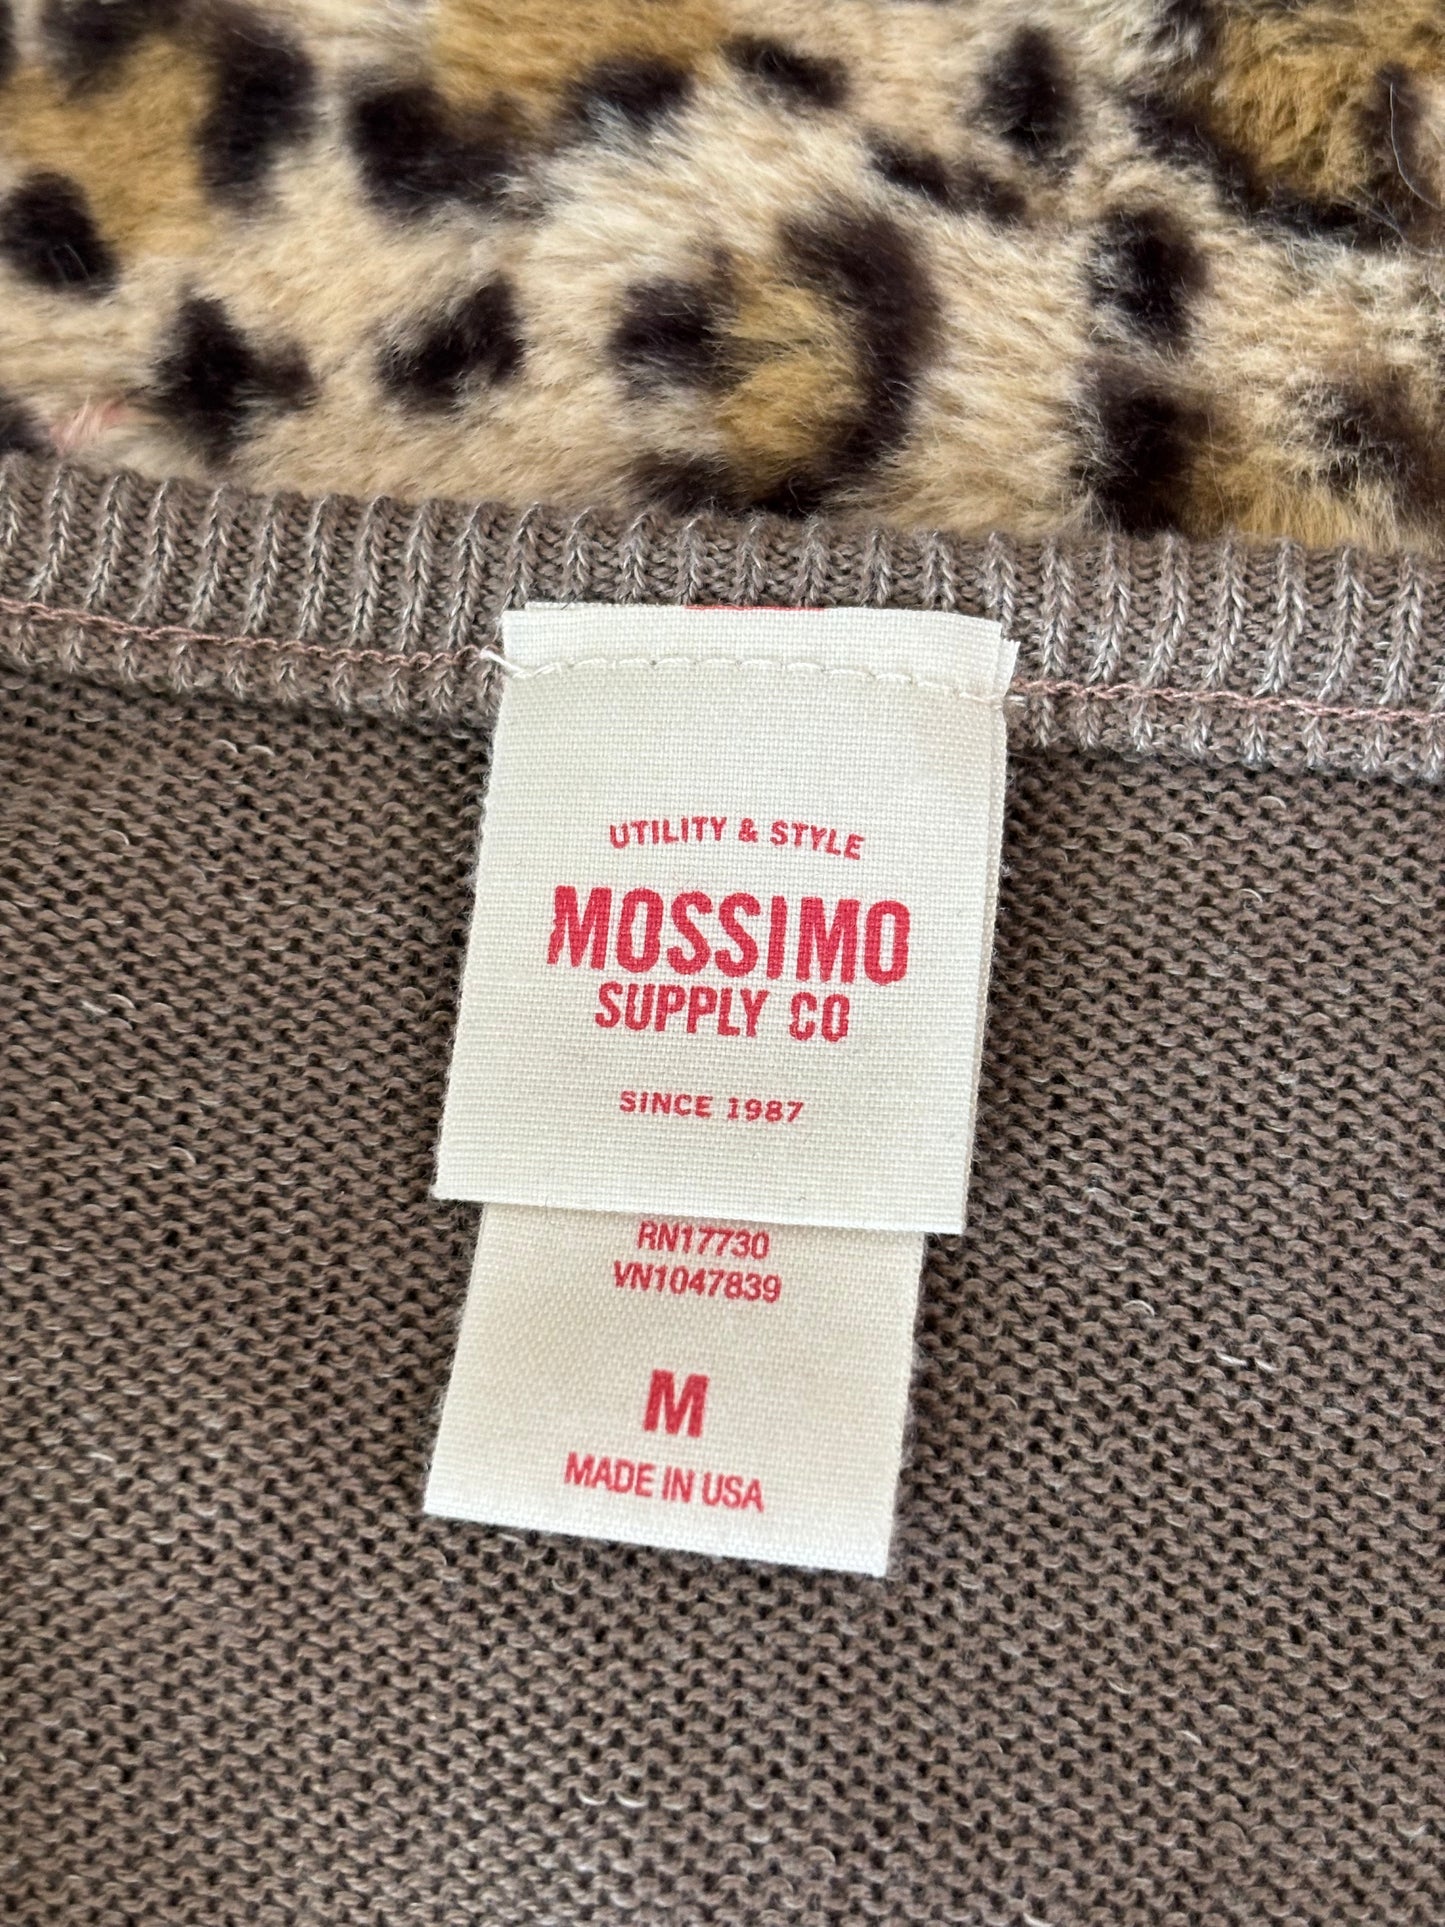 UTILITY & STYLE
MOSSIMO
SUPPLY CO
SINCE 1987
RN17730
VN1047839
M
MADE IN USA